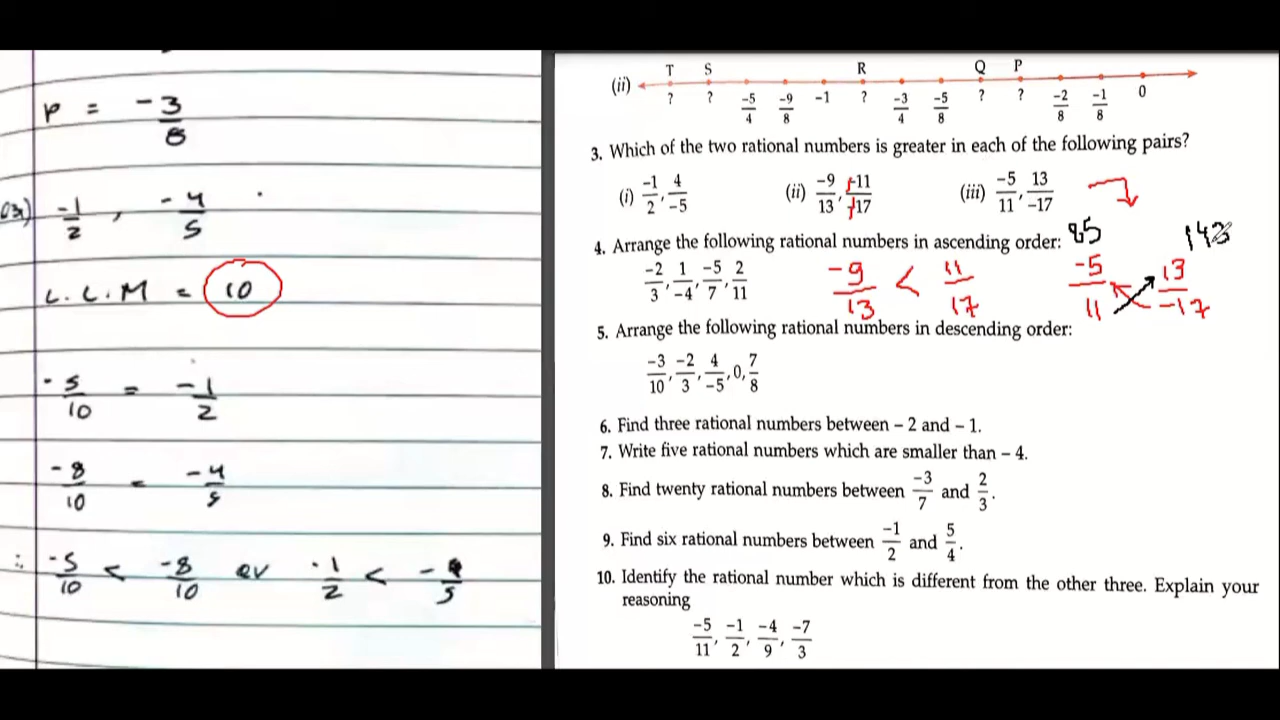 P = -3/8
Q3) -1/2 , -4/5
L.C.M = 10
-5/10 = -1/2
-8/10 = -4/5
∴ -5/10 < -8/10 or -1/2 < -4/5
T S R Q P
(ii) ? ? -5/4 -9/8 -1 ? -3/4 -5/8 ? ? -2/8 -1/8 0
3. Which of the two rational numbers is greater in each of the following pairs?
(i) -1/2, 4/-5 (ii) -9/13, -11/-17 (iii) -5/11, 13/-17
4. Arrange the following rational numbers in ascending order: 85 143
-2/3, 1/-4, -5/7, 2/11 -9/13 < 11/17 -5/11 13/-17
5. Arrange the following rational numbers in descending order:
-3/10, -2/3, 4/-5, 0, 7/8
6. Find three rational numbers between – 2 and – 1.
7. Write five rational numbers which are smaller than – 4.
8. Find twenty rational numbers between -3/7 and 2/3.
9. Find six rational numbers between -1/2 and 5/4.
10. Identify the rational number which is different from the other three. Explain your
reasoning
-5/11, -1/2, -4/9, -7/3